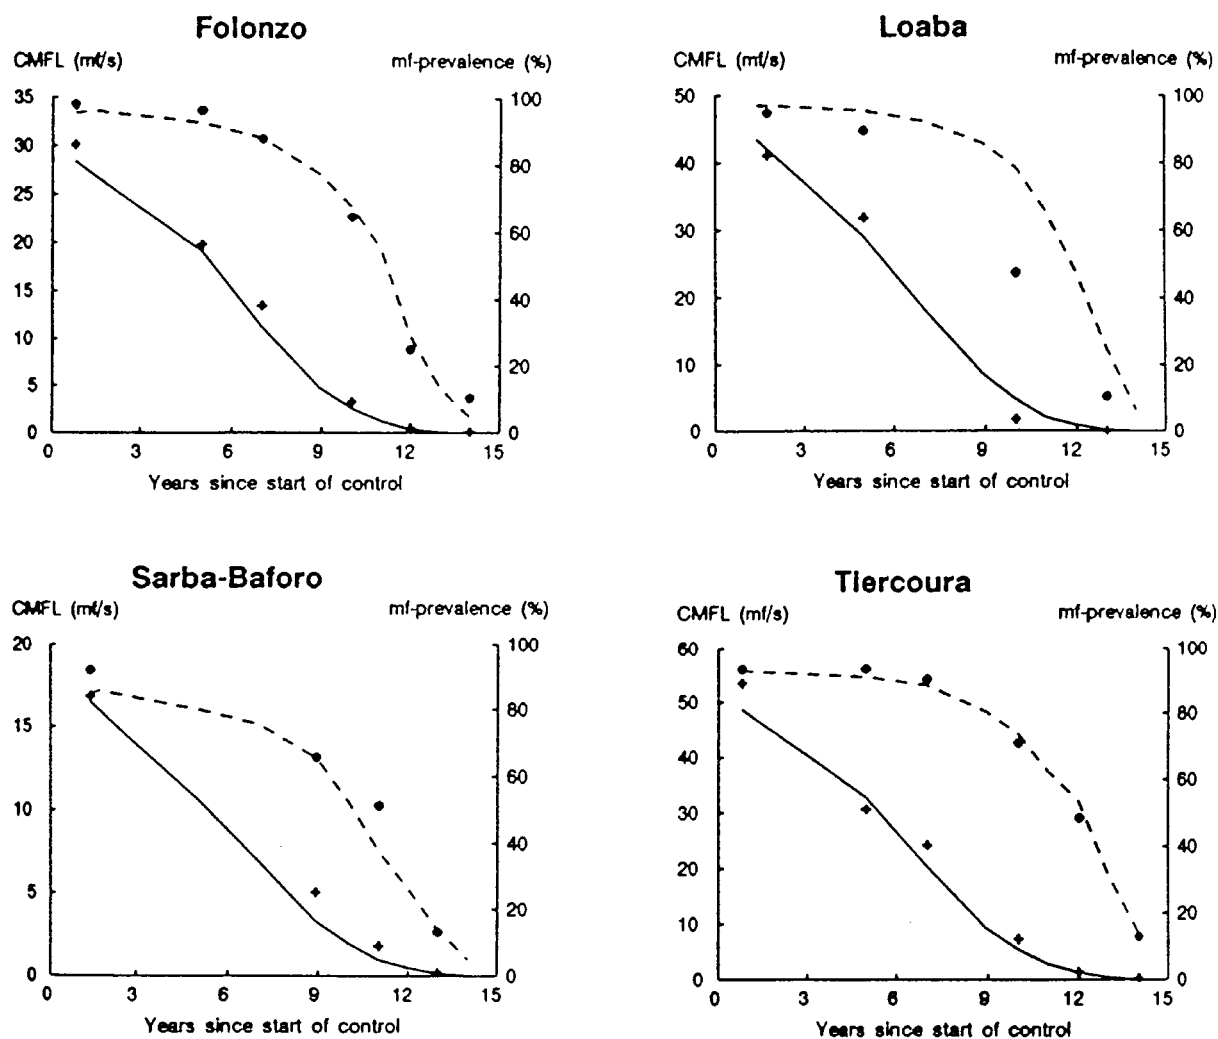 Folonzo
CMFL (mf/s) mf-prevalence (%)
35 100
30 80
25
20 60
15 40
10
5 20
0 0
0 3 6 9 12 15
Years since start of control
Loaba
CMFL (mf/s) mf-prevalence (%)
50 100
40 80
30 60
20 40
10 20
0 0
0 3 6 9 12 15
Years since start of control
Sarba-Baforo
CMFL (mf/s) mf-prevalence (%)
20 100
15 80
60
10 40
5 20
0 0
0 3 6 9 12 15
Years since start of control
Tiercoura
CMFL (mf/s) mf-prevalence (%)
60 100
50 80
40 60
30
20 40
10 20
0 0
0 3 6 9 12 15
Years since start of control